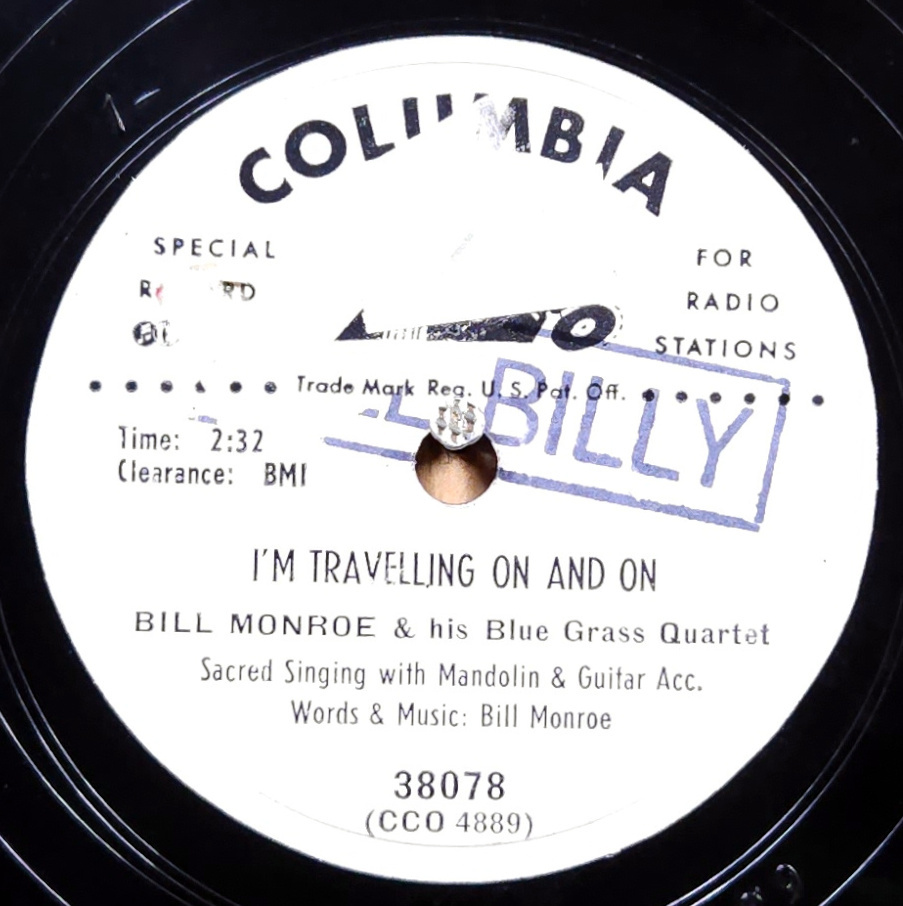 COLUMBIA
SPECIAL
RECORD
FOR
RADIO
STATIONS
Trade Mark Reg. U. S. Pat. Off.
BILLY
Time: 2:32
Clearance: BMI
I'M TRAVELLING ON AND ON
BILL MONROE & his Blue Grass Quartet
Sacred Singing with Mandolin & Guitar Acc.
Words & Music: Bill Monroe
38078
(CCO 4889)